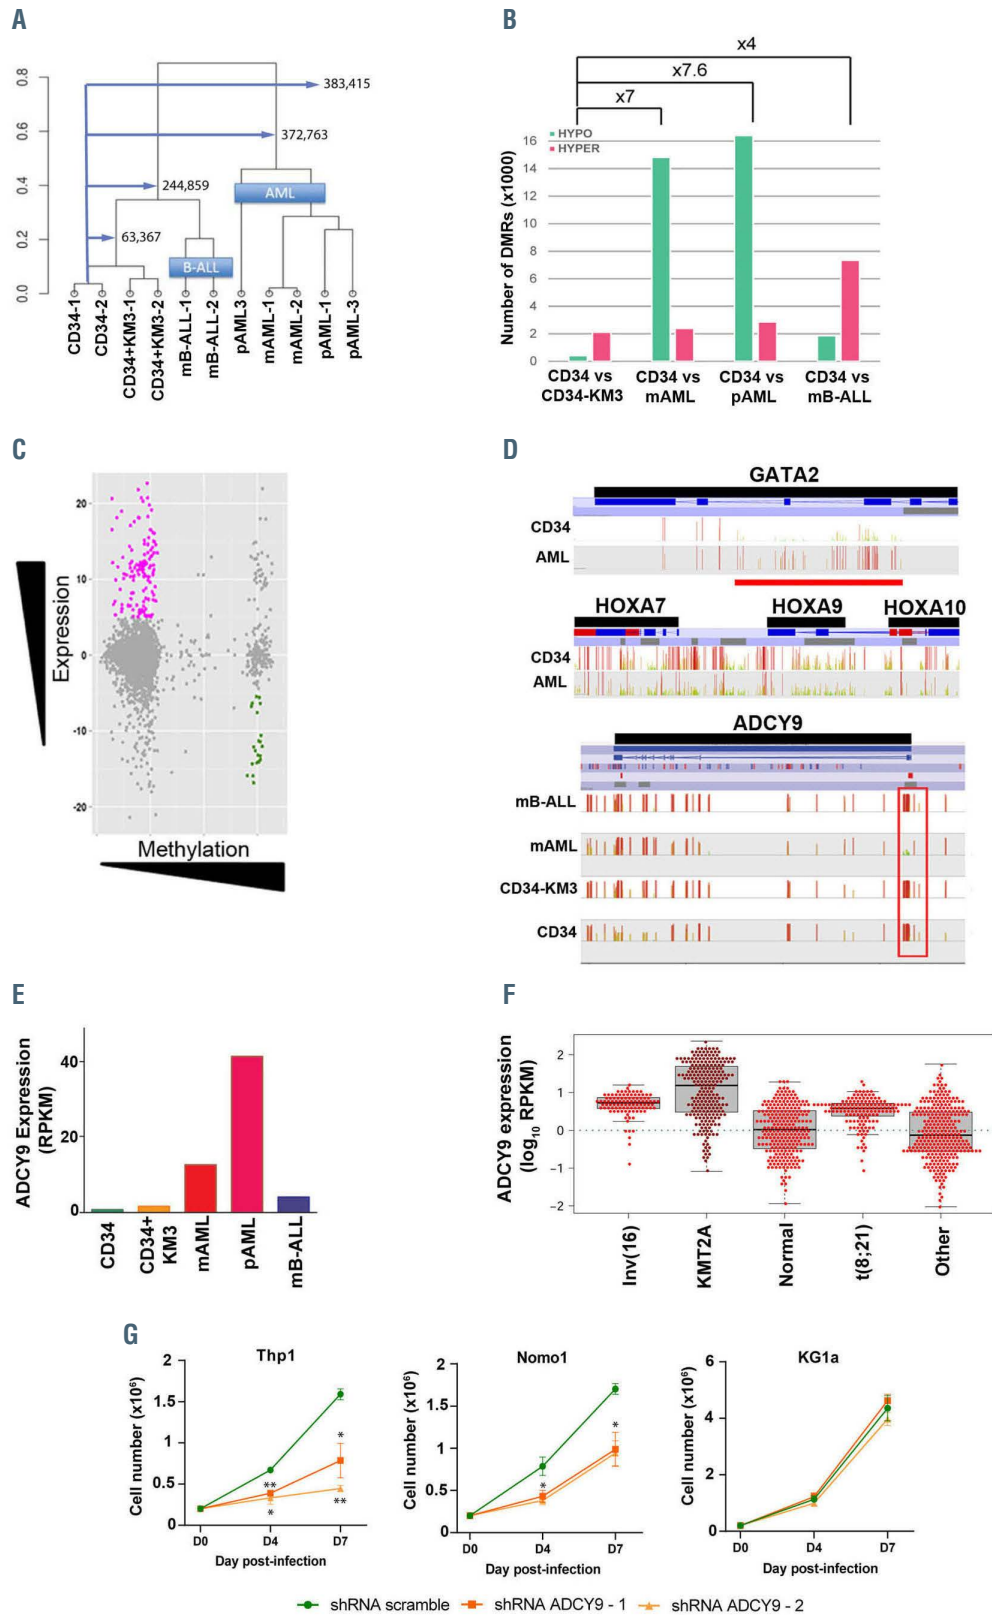 A
0.0
0.2
0.4
0.6
0.8
383,415
372,763
244,859
63,367
AML
B-ALL
CD34-1
CD34-2
CD34+KM3-1
CD34+KM3-2
mB-ALL-1
mB-ALL-2
pAML3
mAML-1
mAML-2
pAML-1
pAML-3
B
x4
x7.6
x7
HYPO
HYPER
Number of DMRs (x1000)
16
14
12
10
8
6
4
2
0
CD34 vs CD34-KM3
CD34 vs mAML
CD34 vs pAML
CD34 vs mB-ALL
C
Expression
20
10
0
-10
-20
Methylation
D
GATA2
CD34
AML
HOXA7 HOXA9 HOXA10
CD34
AML
ADCY9
mB-ALL
mAML
CD34-KM3
CD34
E
ADCY9 Expression
(RPKM)
40
20
0
CD34
CD34+
KM3
mAML
pAML
mB-ALL
F
ADCY9 expression
(log10 RPKM)
2
1
0
-1
-2
Inv(16)
KMT2A
Normal
t(8;21)
Other
G
Thp1
Cell number (x10⁶)
2
1.5
1
0.5
0
*
**
**
*
D0 D4 D7
Day post-infection
Nomo1
Cell number (x10⁶)
2
1.5
1
0.5
0
*
*
D0 D4 D7
Day post-infection
KG1a
Cell number (x10⁶)
6
4
2
0
D0 D4 D7
Day post-infection
shRNA scramble shRNA ADCY9 - 1 shRNA ADCY9 - 2